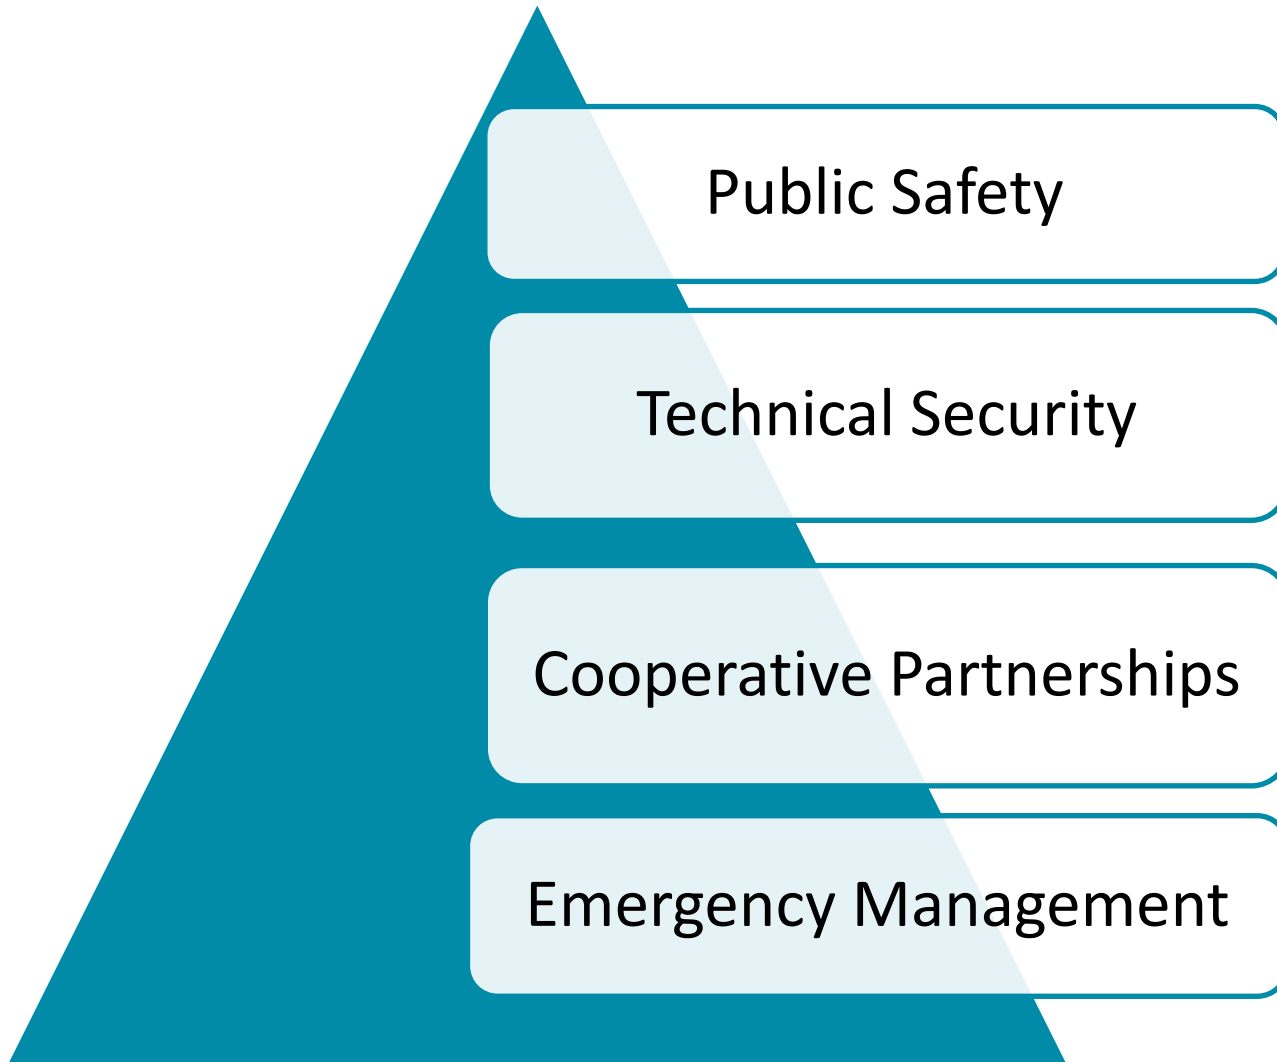 Public Safety
Technical Security
Cooperative Partnerships
Emergency Management